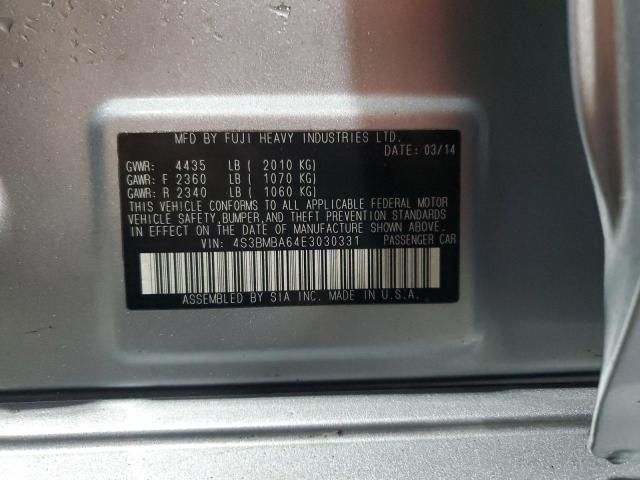 MFD BY FUJI HEAVY INDUSTRIES LTD.
DATE: 03/14
GVWR: 4435 LB ( 2010 KG)
GAWR: F 2360 LB ( 1070 KG)
GAWR: R 2340 LB ( 1060 KG)
THIS VEHICLE CONFORMS TO ALL APPLICABLE FEDERAL MOTOR
VEHICLE SAFETY, BUMPER, AND THEFT PREVENTION STANDARDS
IN EFFECT ON THE DATE OF MANUFACTURE SHOWN ABOVE.
VIN: 4S3BMBA64E3030331 PASSENGER CAR
ASSEMBLED BY SIA INC. MADE IN U.S.A.